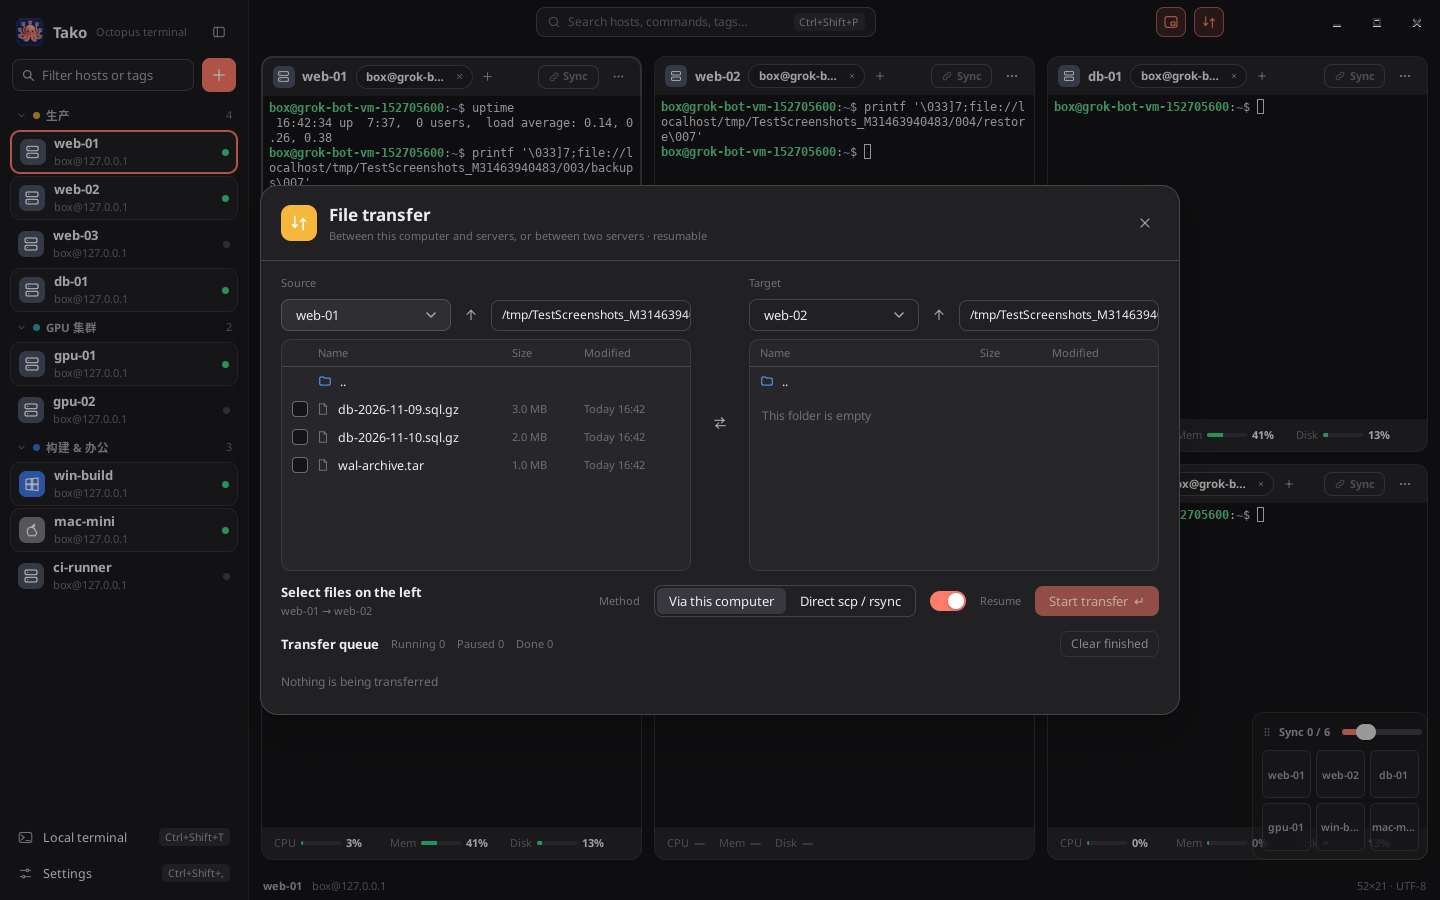 Tako Octopus terminal
Search hosts, commands, tags... Ctrl+Shift+P
Filter hosts or tags
生产 4
web-01
box@127.0.0.1
web-02
box@127.0.0.1
web-03
box@127.0.0.1
db-01
box@127.0.0.1
GPU 集群 2
gpu-01
box@127.0.0.1
gpu-02
box@127.0.0.1
构建 & 办公 3
win-build
box@127.0.0.1
mac-mini
box@127.0.0.1
ci-runner
box@127.0.0.1
Local terminal Ctrl+Shift+T
Settings Ctrl+Shift+,
web-01 box@grok-b... × + Sync ...
box@grok-bot-vm-152705600:~$ uptime
16:42:34 up 7:37, 0 users, load average: 0.14, 0
.26, 0.38
box@grok-bot-vm-152705600:~$ printf '\033]7;file://l
ocalhost/tmp/TestScreenshots_M31463940483/003/backup
s\007'
web-02 box@grok-b... × + Sync ...
box@grok-bot-vm-152705600:~$ printf '\033]7;file://l
ocalhost/tmp/TestScreenshots_M31463940483/004/restor
e\007'
box@grok-bot-vm-152705600:~$
db-01 box@grok-b... × + Sync ...
box@grok-bot-vm-152705600:~$
File transfer
Between this computer and servers, or between two servers · resumable
Source
web-01 /tmp/TestScreenshots_M3146394
Name Size Modified
..
db-2026-11-09.sql.gz 3.0 MB Today 16:42
db-2026-11-10.sql.gz 2.0 MB Today 16:42
wal-archive.tar 1.0 MB Today 16:42
Target
web-02 /tmp/TestScreenshots_M3146394
Name Size Modified
..
This folder is empty
Select files on the left
web-01 → web-02
Method Via this computer Direct scp / rsync Resume Start transfer ↵
Transfer queue Running 0 Paused 0 Done 0 Clear finished
Nothing is being transferred
Mem 41% Disk 13%
ox@grok-b... × + Sync ...
52705600:~$
Sync 0 / 6
web-01 web-02 db-01
gpu-01 win-b... mac-m...
CPU 3% Mem 41% Disk 13%
CPU — Mem — Disk —
CPU 0% Mem 0% Disk 13%
web-01 box@127.0.0.1
52×21 · UTF-8